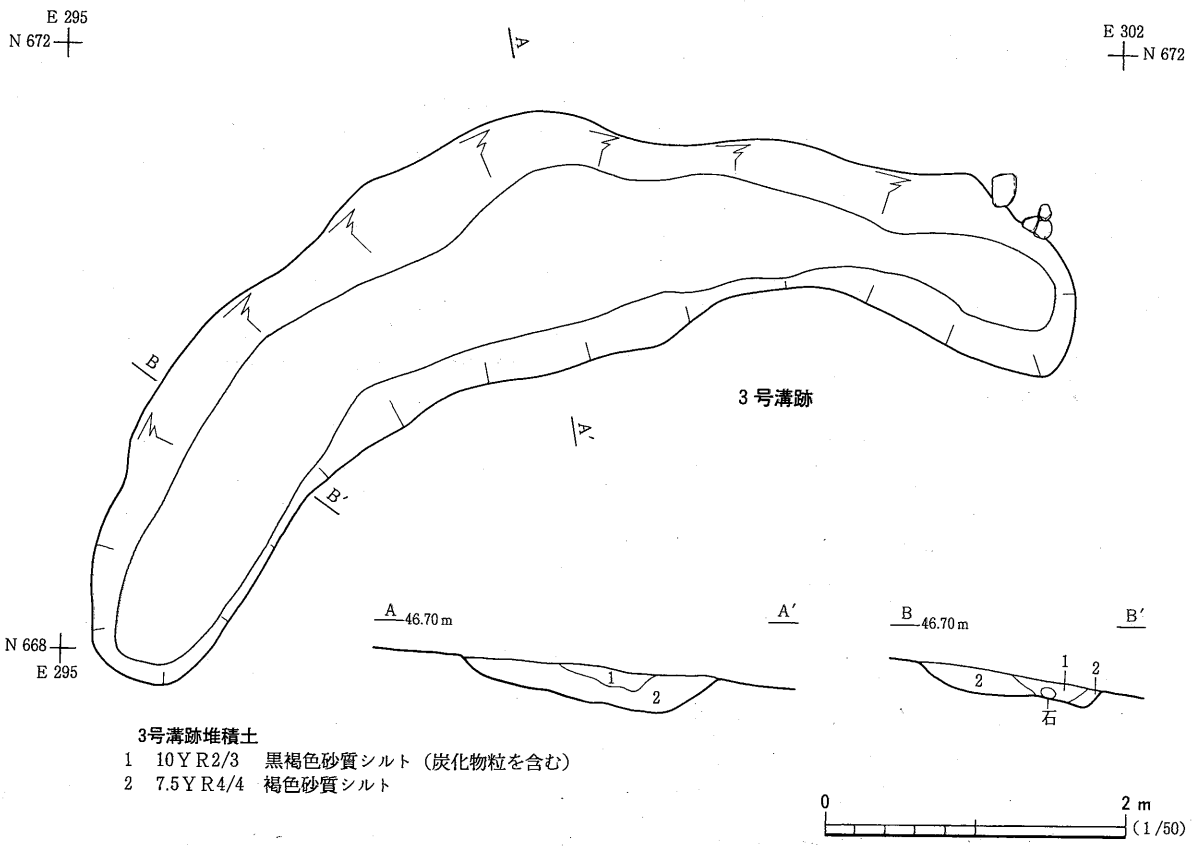 E 295
N 672
A
E 302
N 672
B
3 号溝跡
A′
B′
N 668
E 295
A 46.70 m A′
B 46.70 m B′
1
2
2
1
2
石
3号溝跡堆積土
1 10YR2/3 黒褐色砂質シルト（炭化物粒を含む）
2 7.5YR4/4 褐色砂質シルト
0 2 m
(1/50)